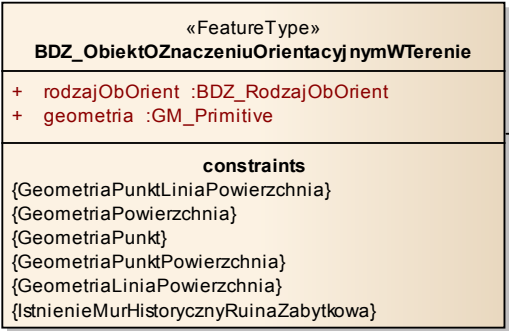 «FeatureType»
BDZ_ObiektOZnaczeniuOrientacyjnymWTerenie
+ rodzajObOrient :BDZ_RodzajObOrient
+ geometria :GM_Primitive
constraints
{GeometriaPunktLiniaPowierzchnia}
{GeometriaPowierzchnia}
{GeometriaPunkt}
{GeometriaPunktPowierzchnia}
{GeometriaLiniaPowierzchnia}
{IstnienieMurHistorycznyRuinaZabytkowa}